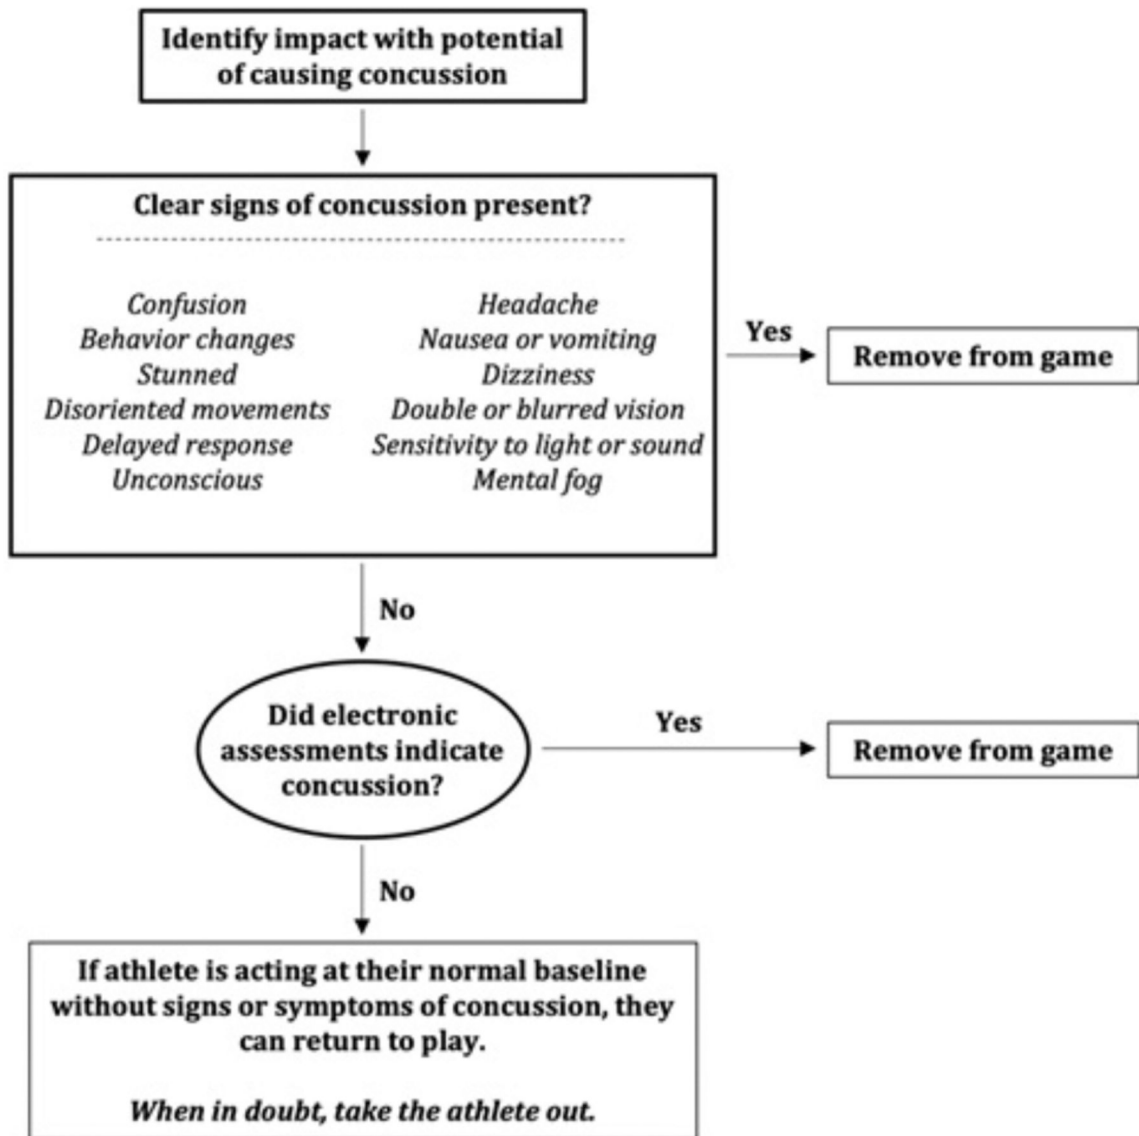 Identify impact with potential
of causing concussion
Clear signs of concussion present?
Confusion
Behavior changes
Stunned
Disoriented movements
Delayed response
Unconscious
Headache
Nausea or vomiting
Dizziness
Double or blurred vision
Sensitivity to light or sound
Mental fog
Yes
Remove from game
No
Did electronic
assessments indicate
concussion?
Yes
Remove from game
No
If athlete is acting at their normal baseline
without signs or symptoms of concussion, they
can return to play.
When in doubt, take the athlete out.